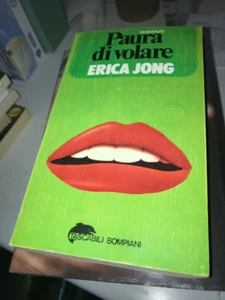 Paura
di volare
ERICA JONG
TASCABILI BOMPIANI